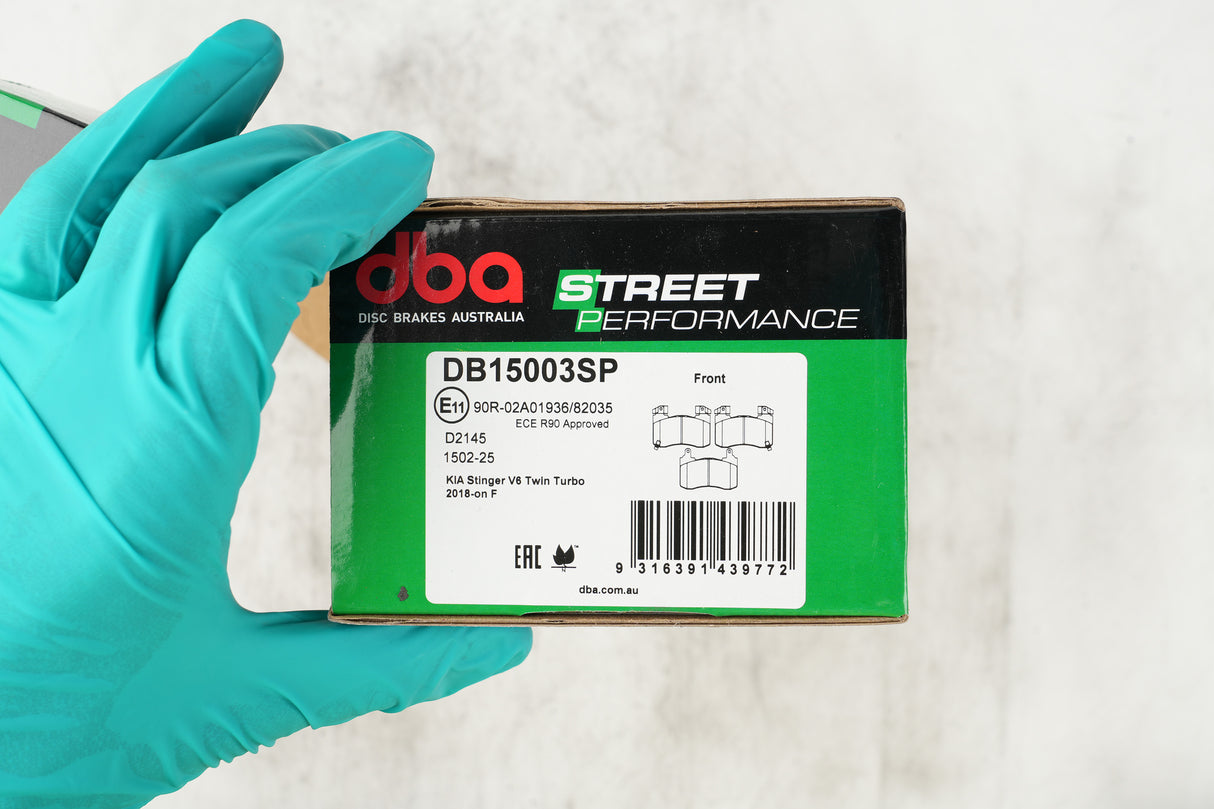 dba
DISC BRAKES AUSTRALIA
STREET
PERFORMANCE
DB15003SP
Front
E11 90R-02A01936/82035
ECE R90 Approved
D2145
1502-25
KIA Stinger V6 Twin Turbo
2018-on F
EAC
N
TM
9 316391 439772
dba.com.au